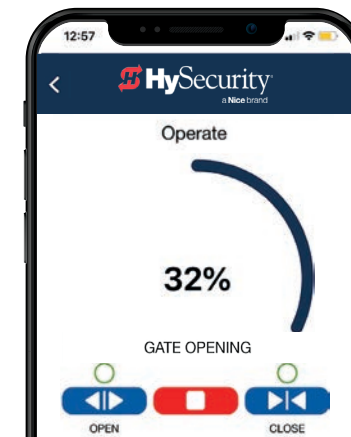 12:57
HySecurity
a Nice brand
Operate
32%
GATE OPENING
OPEN CLOSE